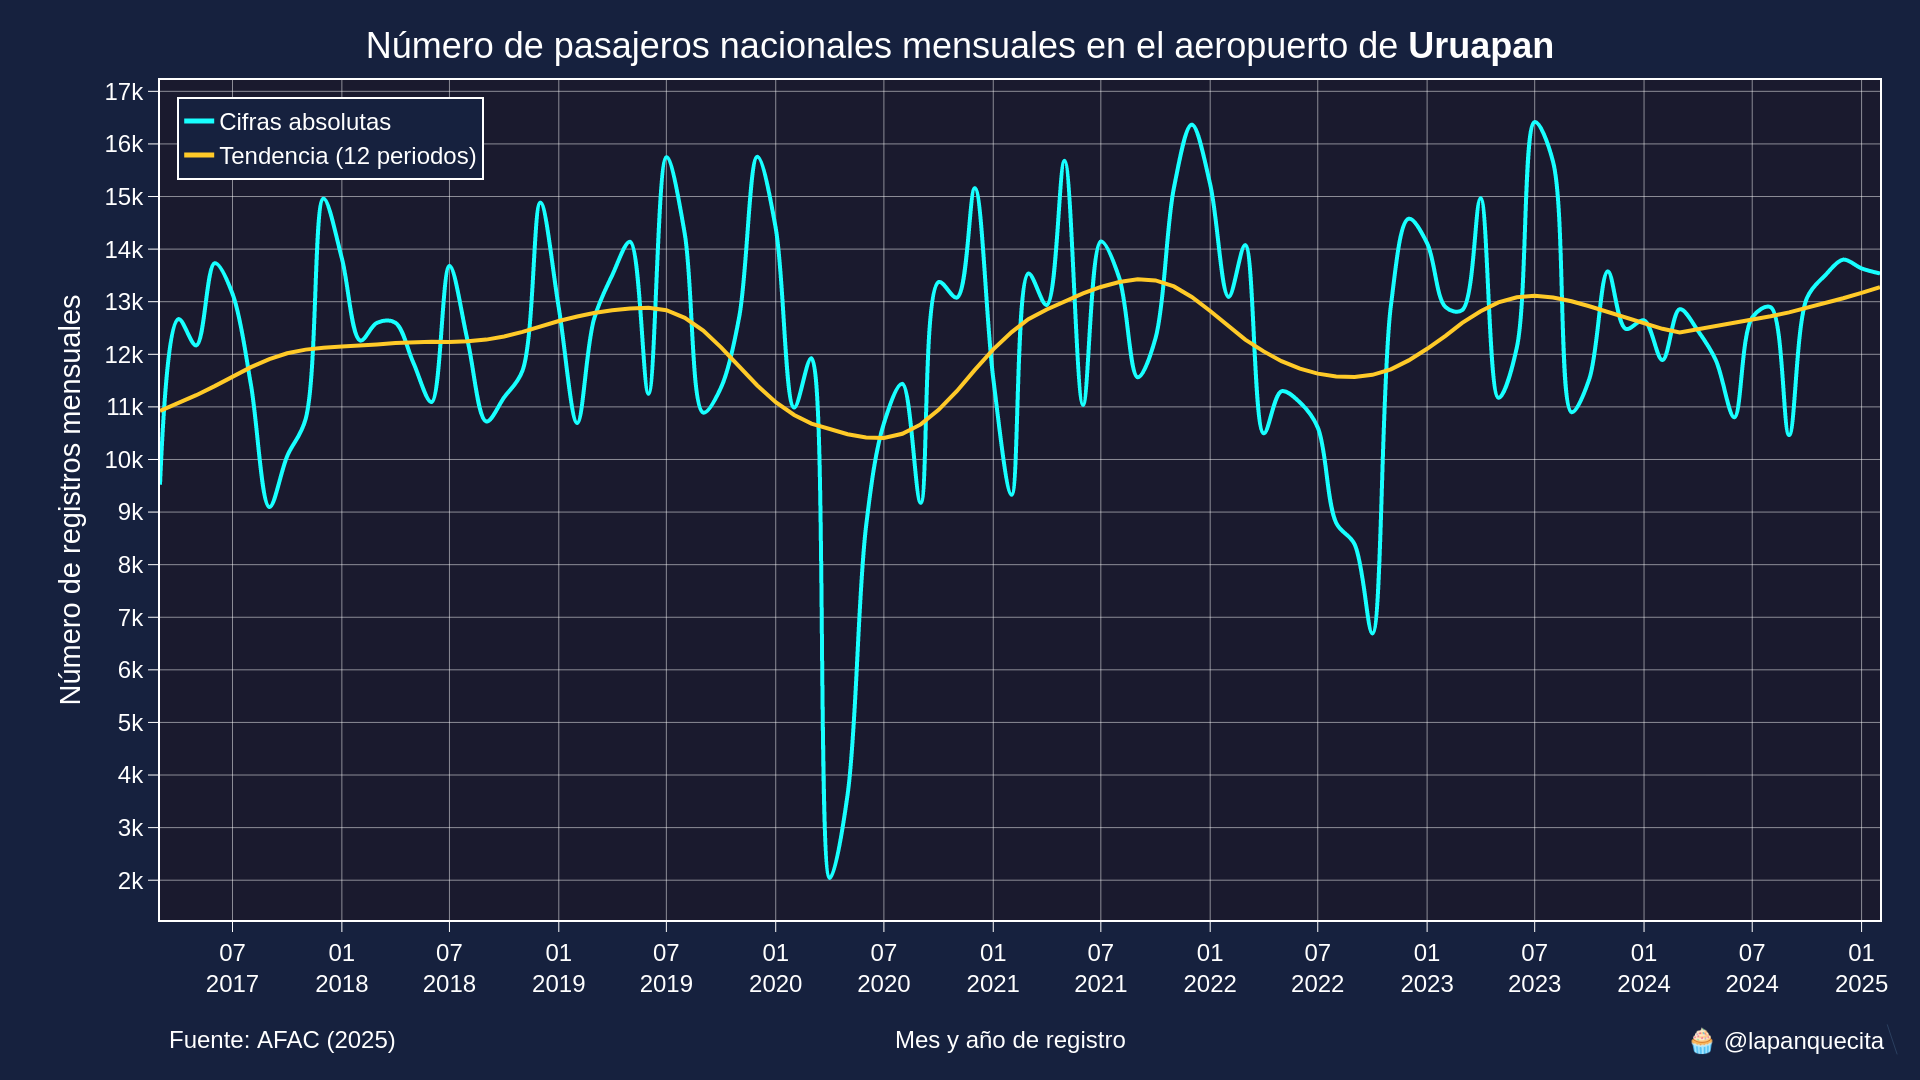 Número de pasajeros nacionales mensuales en el aeropuerto de Uruapan
Cifras absolutas
Tendencia (12 periodos)
Número de registros mensuales
17k
16k
15k
14k
13k
12k
11k
10k
9k
8k
7k
6k
5k
4k
3k
2k
07 01 07 01 07 01 07 01 07 01 07 01 07 01 07 01
2017 2018 2018 2019 2019 2020 2020 2021 2021 2022 2022 2023 2023 2024 2024 2025
Fuente: AFAC (2025)
Mes y año de registro
🧁 @lapanquecita